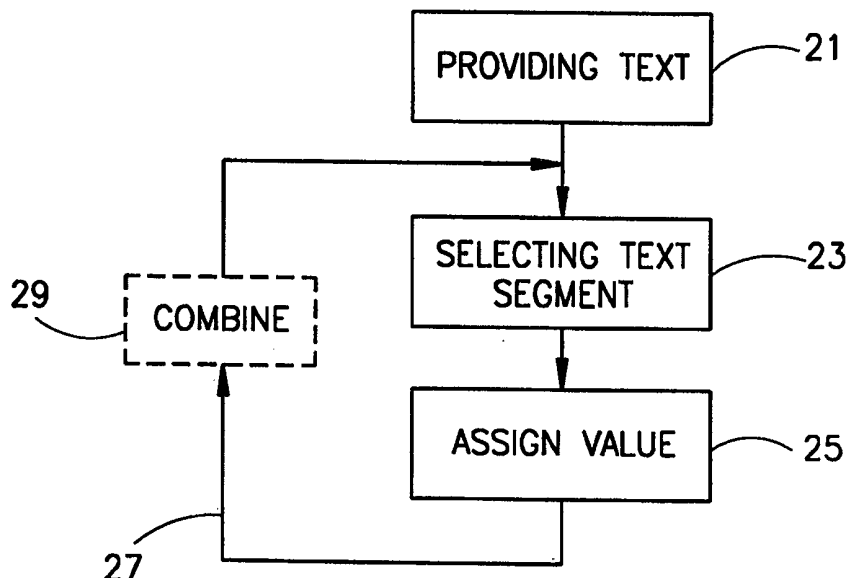 PROVIDING TEXT
21
SELECTING TEXT
SEGMENT
23
29
COMBINE
ASSIGN VALUE
25
27